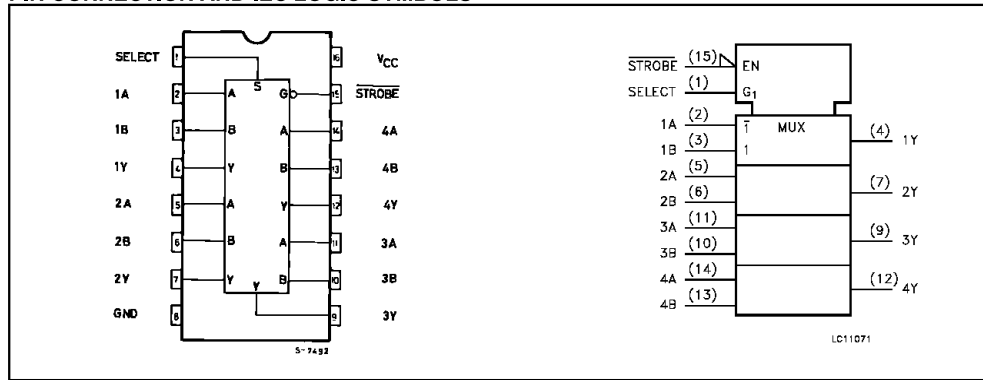 PIN CONNECTION AND IEC LOGIC SYMBOLS
SELECT 1
1A 2
1B 3
1Y 4
2A 5
2B 6
2Y 7
GND 8
S
A
B
Y
A
B
Y
Y
G
A
B
Y
A
B
16 VCC
15 STROBE
14 4A
13 4B
12 4Y
11 3A
10 3B
9 3Y
S-7492
STROBE (15) EN
SELECT (1) G1
MUX
1A (2) 1
1B (3) 1
2A (5)
2B (6)
3A (11)
3B (10)
4A (14)
4B (13)
(4) 1Y
(7) 2Y
(9) 3Y
(12) 4Y
LC11071